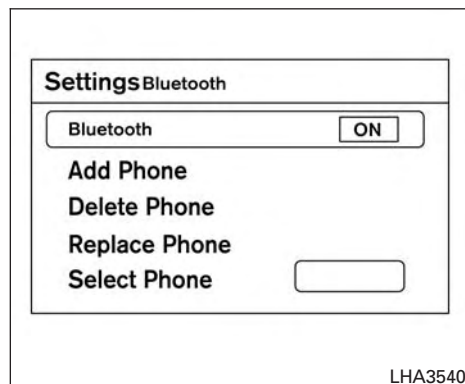 Settings Bluetooth
Bluetooth ON
Add Phone
Delete Phone
Replace Phone
Select Phone
LHA3540